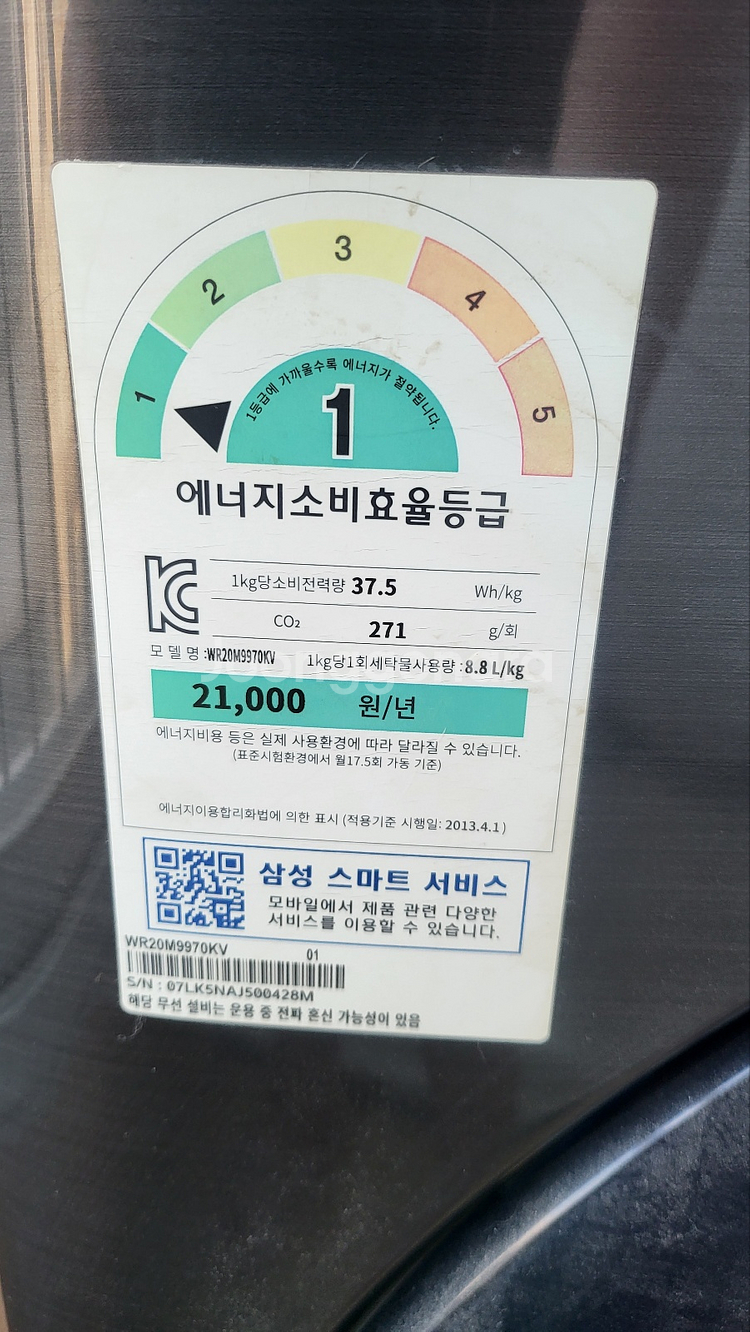 1
2
3
4
5
1등급에 가까울수록 에너지가 절약됩니다.
1
에너지소비효율등급
1kg당소비전력량 37.5 Wh/kg
CO₂ 271 g/회
모델명:WR20M9970KV 1kg당1회세탁물사용량:8.8 L/kg
21,000 원/년
에너지비용 등은 실제 사용환경에 따라 달라질 수 있습니다.
(표준시험환경에서 월17.5회 가동 기준)
에너지이용합리화법에 의한 표시 (적용기준 시행일: 2013.4.1)
삼성 스마트 서비스
모바일에서 제품 관련 다양한
서비스를 이용할 수 있습니다.
WR20M9970KV 01
S/N : 07LK5NAJ500428M
해당 무선 설비는 운용 중 전파 혼신 가능성이 있음